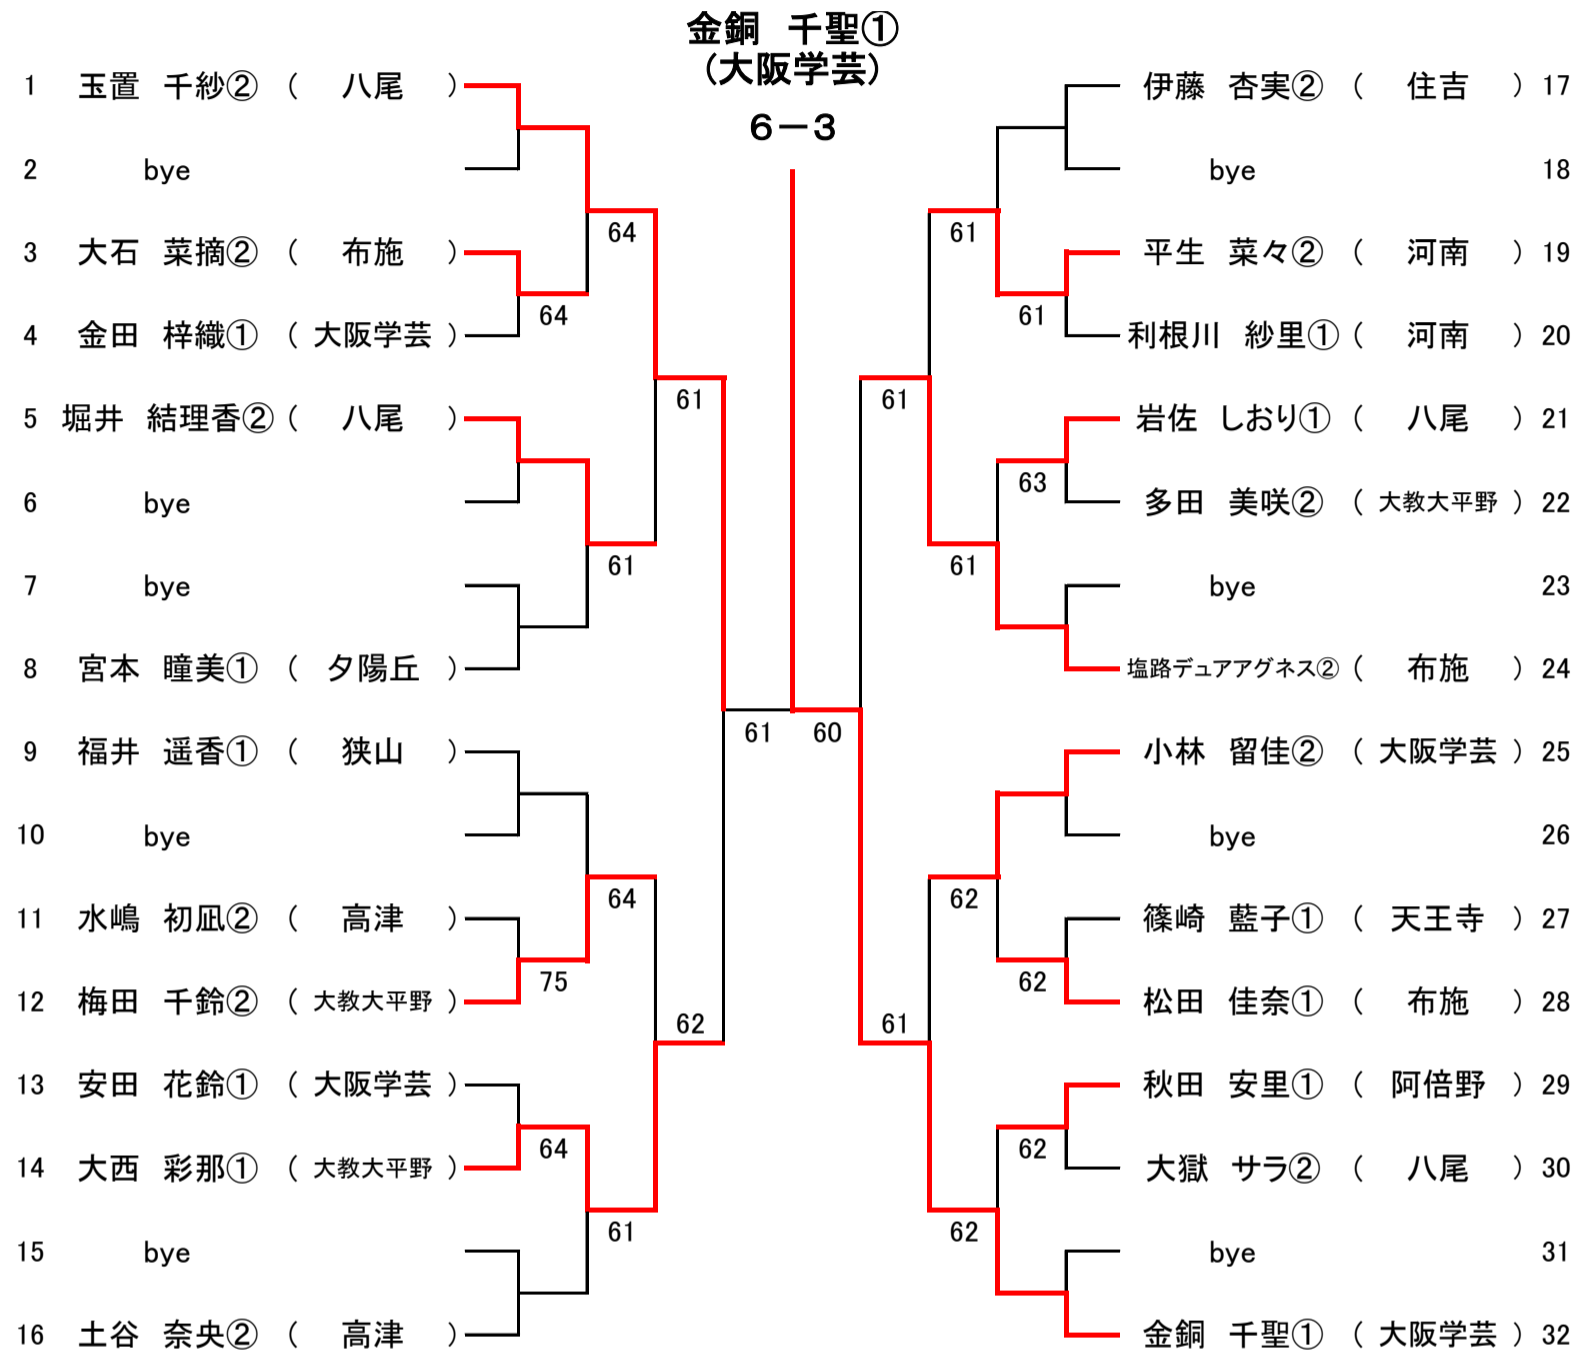 金銅 千聖①
(大阪学芸)
6－3
1 玉置 千紗② ( 八尾 )
2 bye
3 大石 菜摘② ( 布施 )
4 金田 梓織① ( 大阪学芸 )
5 堀井 結理香② ( 八尾 )
6 bye
7 bye
8 宮本 瞳美① ( 夕陽丘 )
9 福井 遥香① ( 狭山 )
10 bye
11 水嶋 初凪② ( 高津 )
12 梅田 千鈴② ( 大教大平野 )
13 安田 花鈴① ( 大阪学芸 )
14 大西 彩那① ( 大教大平野 )
15 bye
16 土谷 奈央② ( 高津 )
64
64
61
61
64
75
62
64
61
61
60
61
61
61
63
61
62
62
61
62
62
伊藤 杏実② ( 住吉 ) 17
bye 18
平生 菜々② ( 河南 ) 19
利根川 紗里① ( 河南 ) 20
岩佐 しおり① ( 八尾 ) 21
多田 美咲② ( 大教大平野 ) 22
bye 23
塩路デュアアグネス② ( 布施 ) 24
小林 留佳② ( 大阪学芸 ) 25
bye 26
篠崎 藍子① ( 天王寺 ) 27
松田 佳奈① ( 布施 ) 28
秋田 安里① ( 阿倍野 ) 29
大獄 サラ② ( 八尾 ) 30
bye 31
金銅 千聖① ( 大阪学芸 ) 32